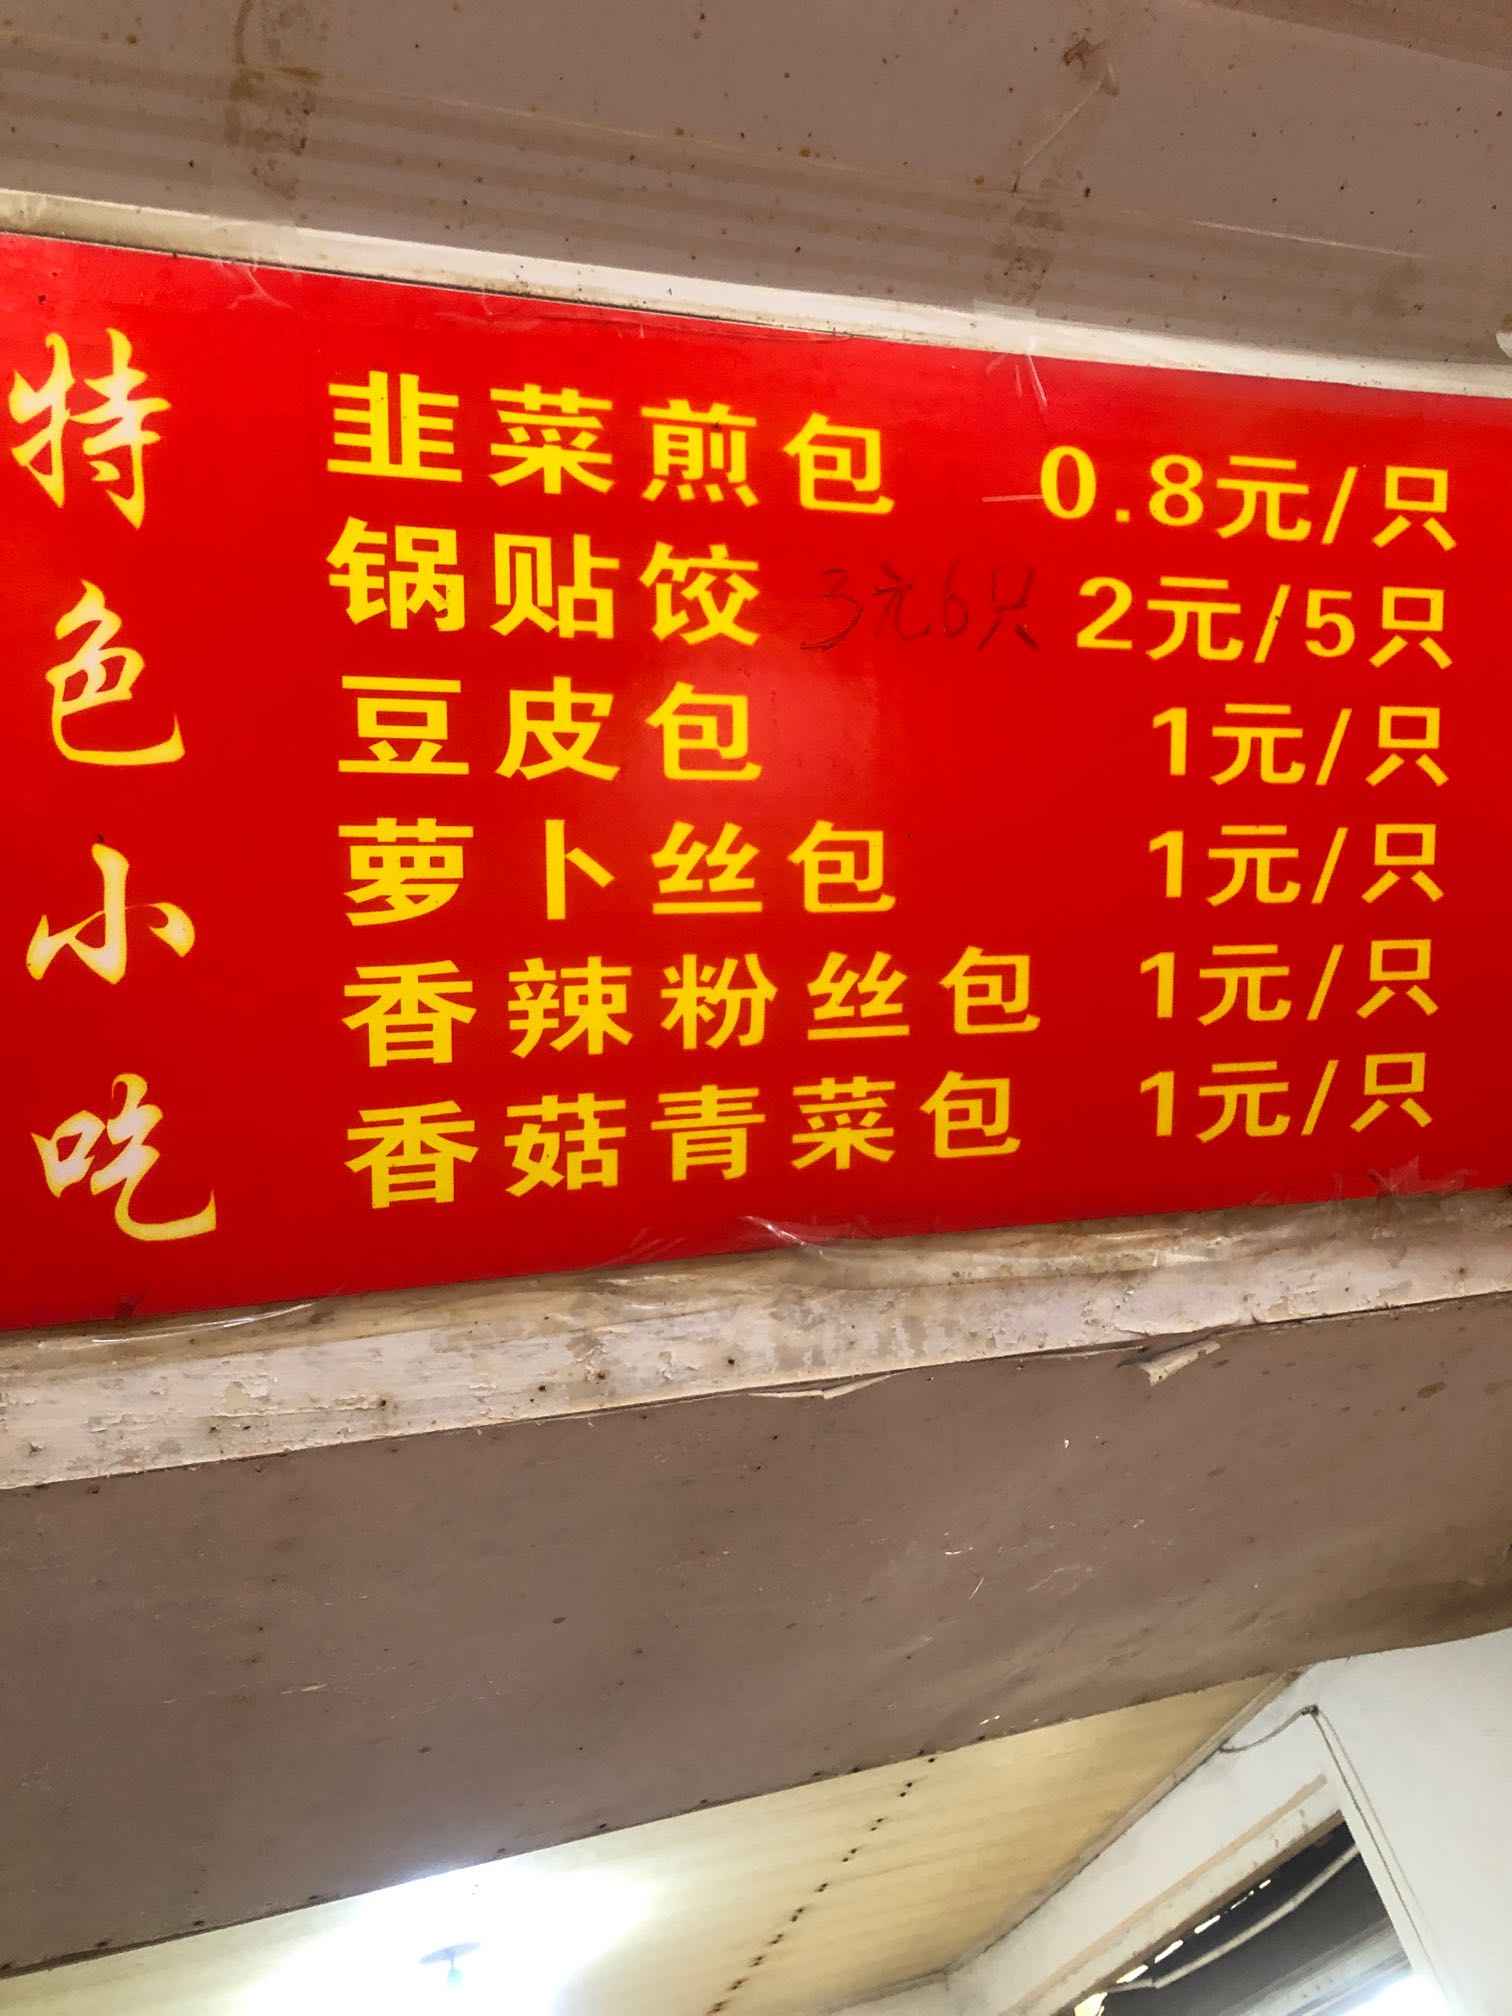 特色小吃
韭菜煎包 0.8元/只
锅贴饺 3元6只 2元/5只
豆皮包 1元/只
萝卜丝包 1元/只
香辣粉丝包 1元/只
香菇青菜包 1元/只